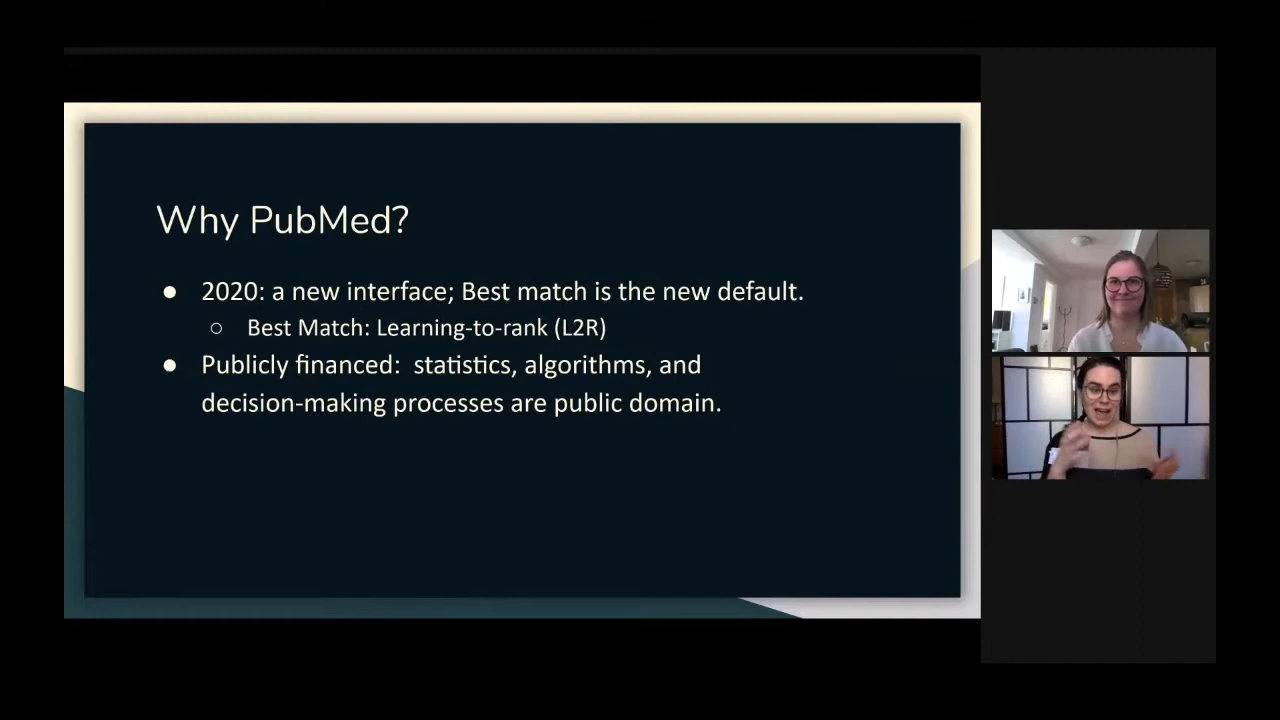 Why PubMed?
● 2020: a new interface; Best match is the new default.
○ Best Match: Learning-to-rank (L2R)
● Publicly financed: statistics, algorithms, and
decision-making processes are public domain.